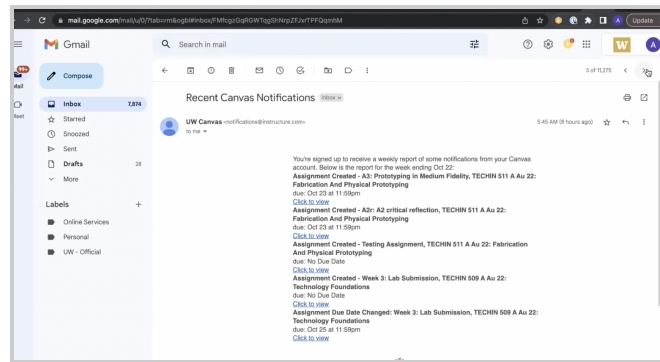 mail.google.com/mail/u/0/?tab=rm&ogbl#inbox/FMfcgzGqRGWTqgShNrpZFJxrTPFQqmhM
Update
Gmail
Search in mail
W
A
99+
Mail
Compose
3 of 11,275
Inbox 7,874
Starred
Snoozed
Sent
Drafts 28
More
Labels
Online Services
Personal
UW - Official
Recent Canvas Notifications Inbox x
UW Canvas <notifications@instructure.com>
5:45 AM (8 hours ago)
to me
You're signed up to receive a weekly report of some notifications from your Canvas
account. Below is the report for the week ending Oct 22:
Assignment Created - A3: Prototyping in Medium Fidelity, TECHIN 511 A Au 22:
Fabrication And Physical Prototyping
due: Oct 23 at 11:59pm
Click to view
Assignment Created - A2r: A2 critical reflection, TECHIN 511 A Au 22:
Fabrication And Physical Prototyping
due: Oct 23 at 11:59pm
Click to view
Assignment Created - Testing Assignment, TECHIN 511 A Au 22: Fabrication
And Physical Prototyping
due: No Due Date
Click to view
Assignment Created - Week 3: Lab Submission, TECHIN 509 A Au 22:
Technology Foundations
due: No Due Date
Click to view
Assignment Due Date Changed: Week 3: Lab Submission, TECHIN 509 A Au 22:
Technology Foundations
due: Oct 25 at 11:59pm
Click to view